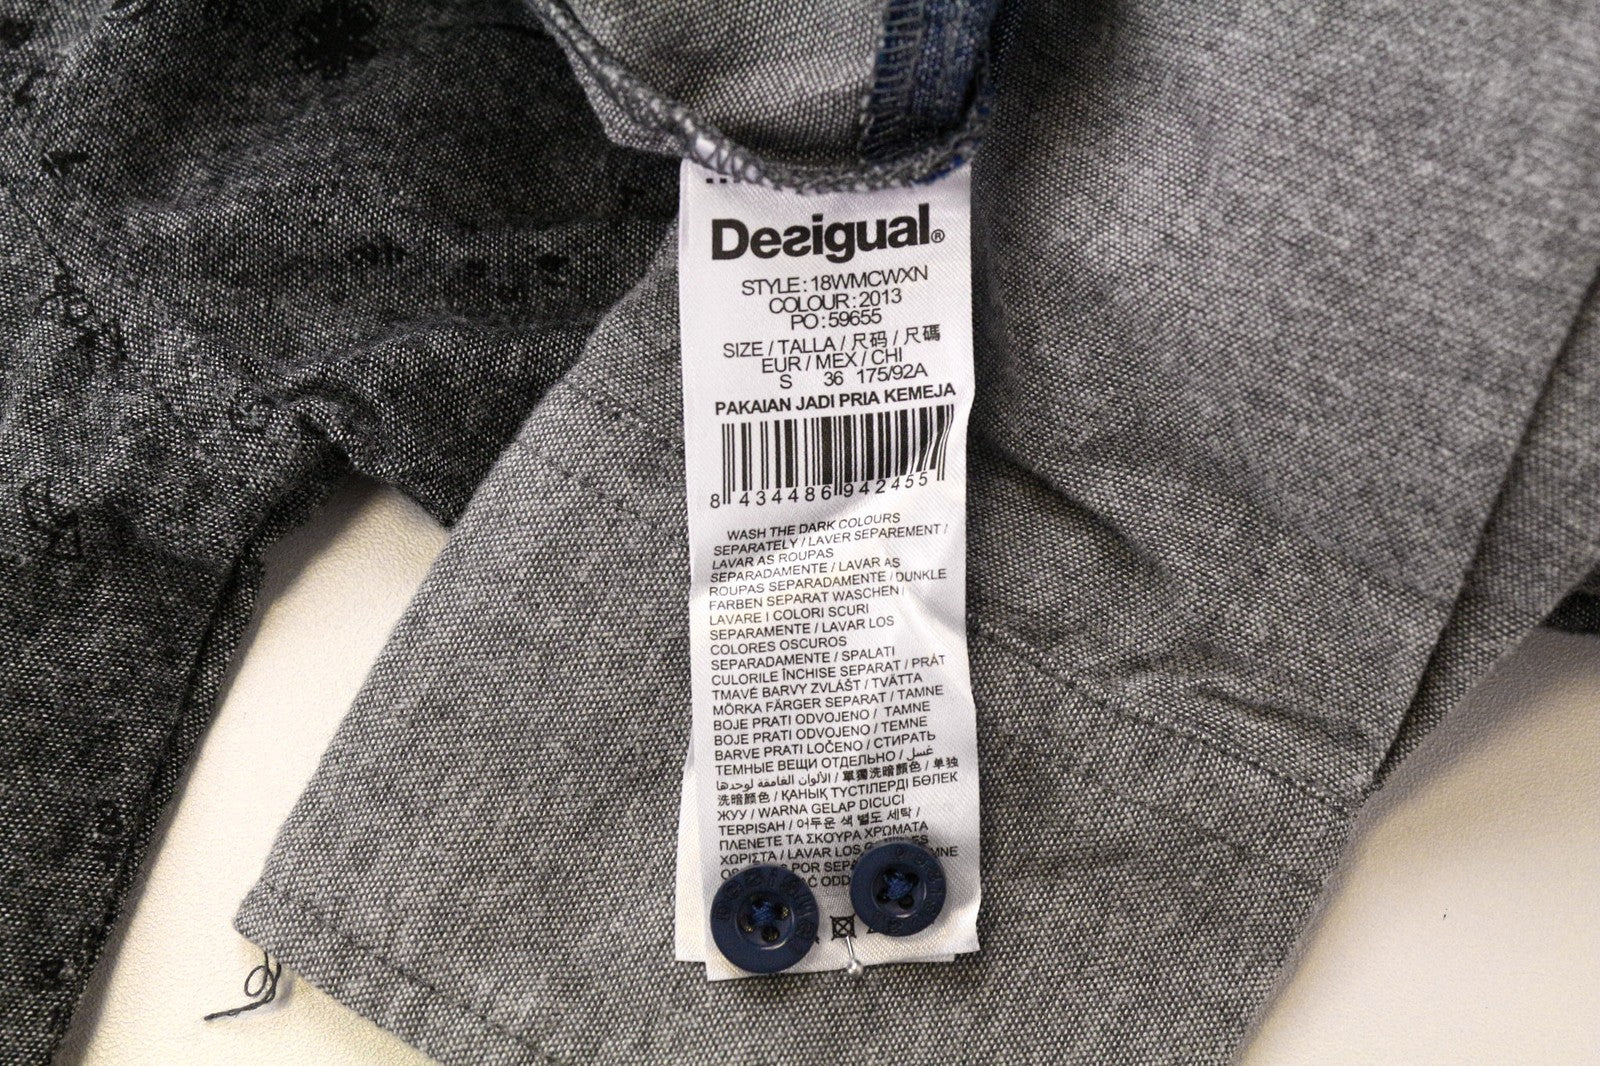 Desigual®
STYLE : 18WMCWXN
COLOUR : 2013
PO : 59655
SIZE / TALLA / 尺码 / 尺碼
EUR / MEX / CHI
S 36 175/92A
PAKAIAN JADI PRIA KEMEJA
8 434486 942455
WASH THE DARK COLOURS
SEPARATELY / LAVER SEPAREMENT /
LAVAR AS ROUPAS
SEPARADAMENTE / LAVAR AS
ROUPAS SEPARADAMENTE / DUNKLE
FARBEN SEPARAT WASCHEN /
LAVARE I COLORI SCURI
SEPARAMENTE / LAVAR LOS
COLORES OSCUROS
SEPARADAMENTE / SPALATI
CULORILE ÎNCHISE SEPARAT / PRÁT
TMAVÉ BARVY ZVLÁŠT / TVÄTTA
MÖRKA FÄRGER SEPARAT / TAMNE
BOJE PRATI ODVOJENO / TAMNE
BOJE PRATI ODVOJENO / TEMNE
BARVE PRATI LOČENO / СТИРАТЬ
ТЕМНЫЕ ВЕЩИ ОТДЕЛЬНО / غسل
الألوان الغامقة لوحدها / 單獨洗暗顏色 / 单独
洗暗颜色 / ҚАНЫҚ ТҮСТІЛЕРДІ БӨЛЕК
ЖУУ / WARNA GELAP DICUCI
TERPISAH / 어두운 색 별도 세탁 /
ΠΛΕΝΕΤΕ ΤΑ ΣΚΟΥΡΑ ΧΡΩΜΑΤΑ
ΧΩΡΙΣΤΑ / LAVAR LOS
POR